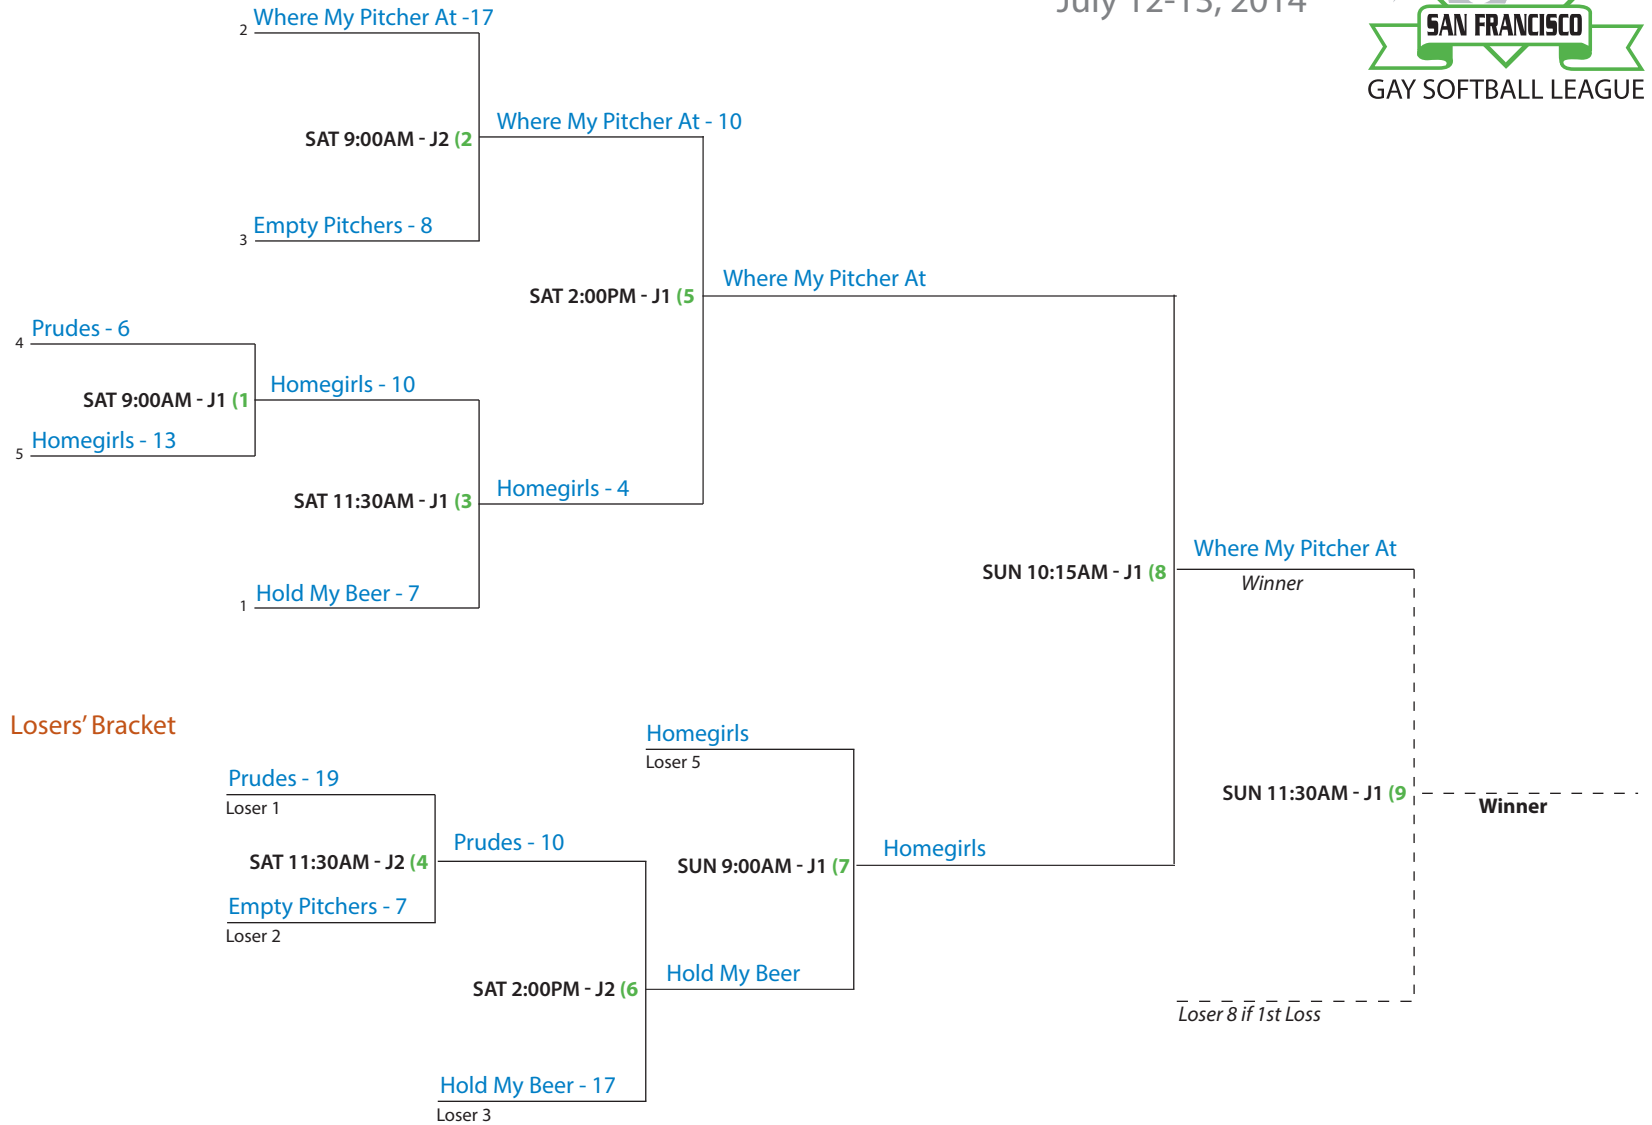 July 12-13, 2014
SAN FRANCISCO
GAY SOFTBALL LEAGUE
Where My Pitcher At -17
2
SAT 9:00AM - J2 (2
Where My Pitcher At - 10
Empty Pitchers - 8
3
SAT 2:00PM - J1 (5
Where My Pitcher At
Prudes - 6
4
SAT 9:00AM - J1 (1
Homegirls - 10
Homegirls - 13
5
SAT 11:30AM - J1 (3
Homegirls - 4
Hold My Beer - 7
1
SUN 10:15AM - J1 (8
Where My Pitcher At
Winner
Losers' Bracket
Homegirls
Loser 5
Prudes - 19
Loser 1
SAT 11:30AM - J2 (4
Prudes - 10
Empty Pitchers - 7
Loser 2
SUN 9:00AM - J1 (7
Homegirls
SUN 11:30AM - J1 (9
Winner
SAT 2:00PM - J2 (6
Hold My Beer
Loser 8 if 1st Loss
Hold My Beer - 17
Loser 3